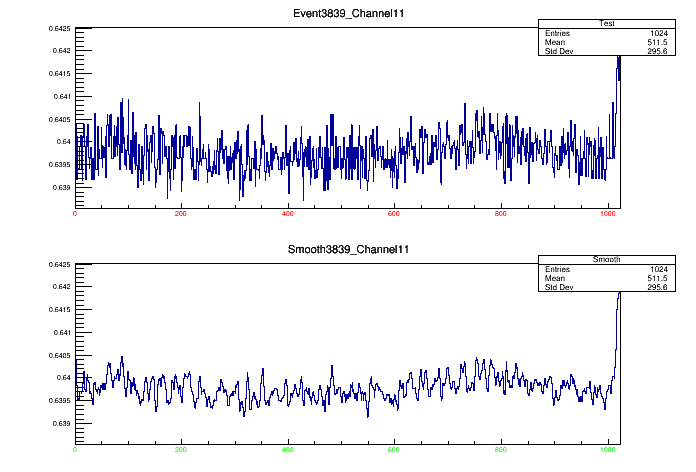 Event3839_Channel11
Test
Entries 1024
Mean 511.5
Std Dev 295.6
0.6425
0.642
0.6415
0.641
0.6405
0.64
0.6395
0.639
0 200 400 600 800 1000
Smooth3839_Channel11
Smooth
Entries 1024
Mean 511.5
Std Dev 295.6
0.6425
0.642
0.6415
0.641
0.6405
0.64
0.6395
0.639
0 200 400 600 800 1000